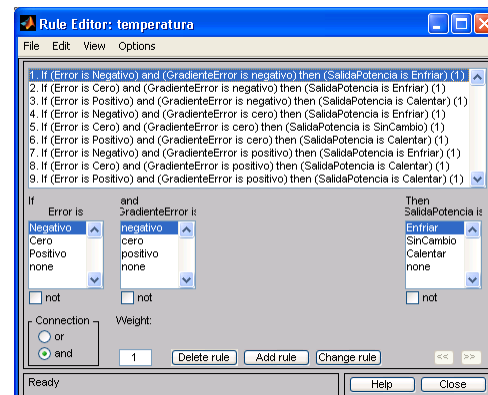 Rule Editor: temperatura
File Edit View Options
1. If (Error is Negativo) and (GradienteError is negativo) then (SalidaPotencia is Enfriar) (1)
2. If (Error is Cero) and (GradienteError is negativo) then (SalidaPotencia is Enfriar) (1)
3. If (Error is Positivo) and (GradienteError is negativo) then (SalidaPotencia is Calentar) (1)
4. If (Error is Negativo) and (GradienteError is cero) then (SalidaPotencia is Enfriar) (1)
5. If (Error is Cero) and (GradienteError is cero) then (SalidaPotencia is SinCambio) (1)
6. If (Error is Positivo) and (GradienteError is cero) then (SalidaPotencia is Calentar) (1)
7. If (Error is Negativo) and (GradienteError is positivo) then (SalidaPotencia is Enfriar) (1)
8. If (Error is Cero) and (GradienteError is positivo) then (SalidaPotencia is Calentar) (1)
9. If (Error is Positivo) and (GradienteError is positivo) then (SalidaPotencia is Calentar) (1)
If and Then
Error is GradienteError is SalidaPotencia is
Negativo negativo Enfriar
Cero cero SinCambio
Positivo positivo Calentar
none none none
not not not
Connection Weight:
or
and 1 Delete rule Add rule Change rule << >>
Ready Help Close